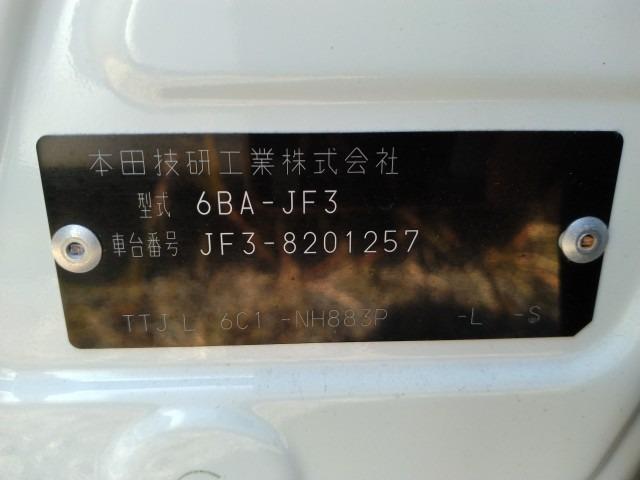 本田技研工業株式会社
型式 6BA-JF3
車台番号 JF3-8201257
TTJL 6C1 -NH883P -L -S